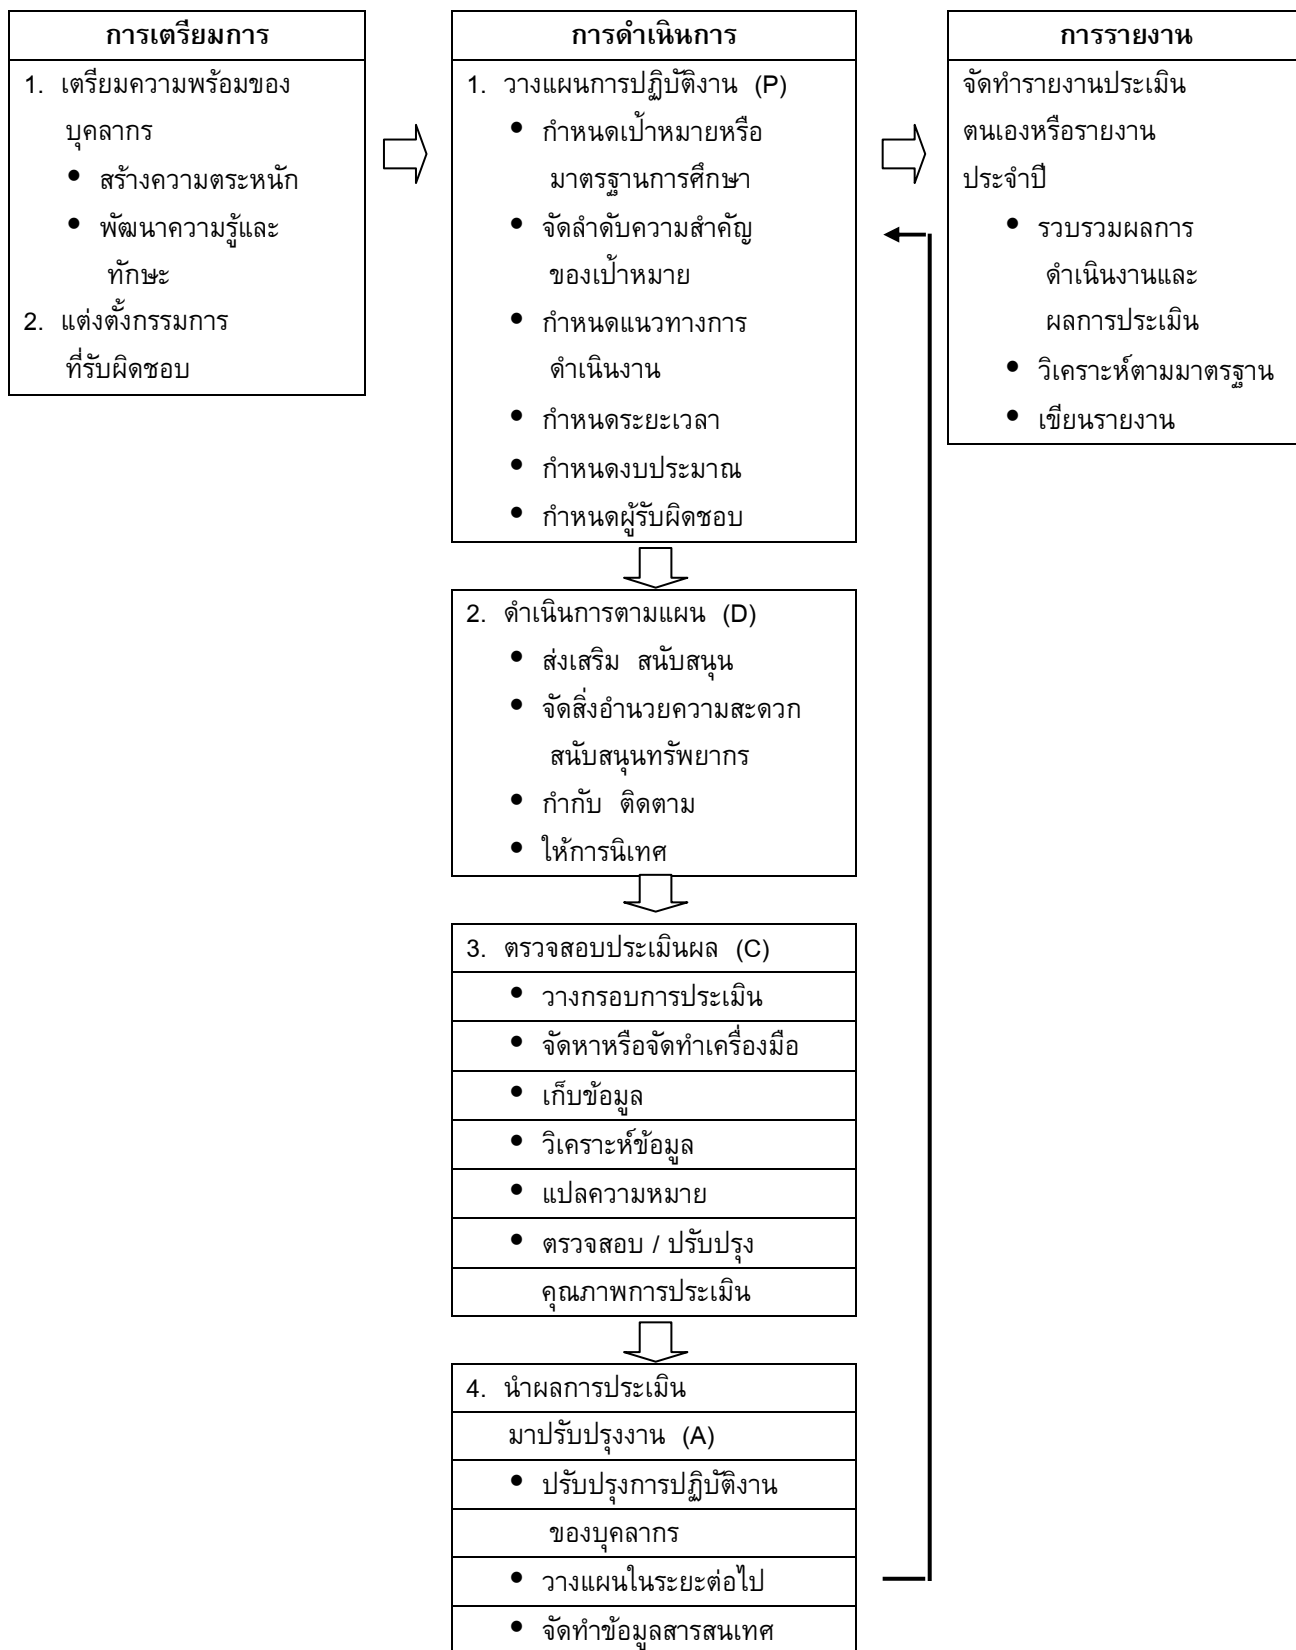 การเตรียมการ
1. เตรียมความพร้อมของ
บุคลากร
• สร้างความตระหนัก
• พัฒนาความรู้และ
ทักษะ
2. แต่งตั้งกรรมการ
ที่รับผิดชอบ
การดำเนินการ
1. วางแผนการปฏิบัติงาน (P)
• กำหนดเป้าหมายหรือ
มาตรฐานการศึกษา
• จัดลำดับความสำคัญ
ของเป้าหมาย
• กำหนดแนวทางการ
ดำเนินงาน
• กำหนดระยะเวลา
• กำหนดงบประมาณ
• กำหนดผู้รับผิดชอบ
2. ดำเนินการตามแผน (D)
• ส่งเสริม สนับสนุน
• จัดสิ่งอำนวยความสะดวก
สนับสนุนทรัพยากร
• กำกับ ติดตาม
• ให้การนิเทศ
3. ตรวจสอบประเมินผล (C)
• วางกรอบการประเมิน
• จัดหาหรือจัดทำเครื่องมือ
• เก็บข้อมูล
• วิเคราะห์ข้อมูล
• แปลความหมาย
• ตรวจสอบ / ปรับปรุง
คุณภาพการประเมิน
4. นำผลการประเมิน
มาปรับปรุงงาน (A)
• ปรับปรุงการปฏิบัติงาน
ของบุคลากร
• วางแผนในระยะต่อไป
• จัดทำข้อมูลสารสนเทศ
การรายงาน
จัดทำรายงานประเมิน
ตนเองหรือรายงาน
ประจำปี
• รวบรวมผลการ
ดำเนินงานและ
ผลการประเมิน
• วิเคราะห์ตามมาตรฐาน
• เขียนรายงาน